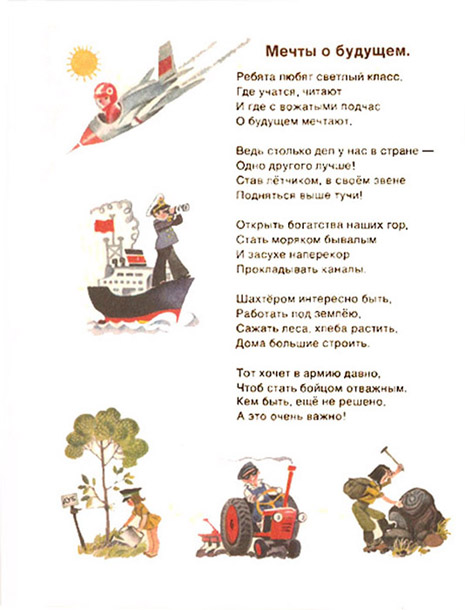 Мечты о будущем.
Ребята любят светлый класс,
Где учатся, читают
И где с вожатыми подчас
О будущем мечтают.
Ведь столько дел у нас в стране —
Одно другого лучше!
Став лётчиком, в своём звене
Подняться выше тучи!
Открыть богатства наших гор,
Стать моряком бывалым
И засухе наперекор
Прокладывать каналы.
Шахтёром интересно быть,
Работать под землёю,
Сажать леса, хлеба растить,
Дома большие строить.
Тот хочет в армию давно,
Чтоб стать бойцом отважным.
Кем быть, ещё не решено,
А это очень важно!